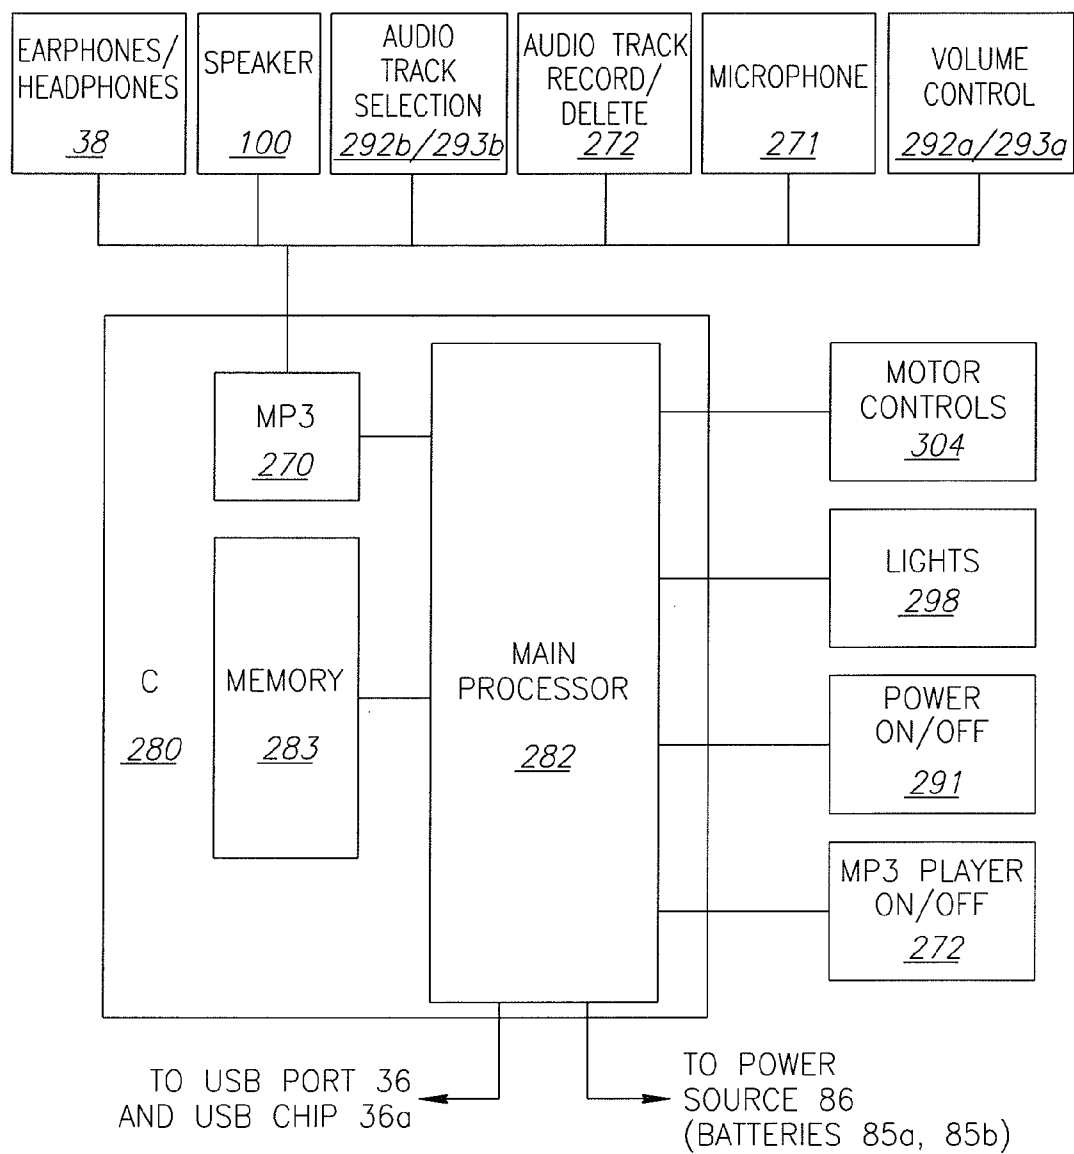 EARPHONES/
HEADPHONES
38
SPEAKER
100
AUDIO
TRACK
SELECTION
292b/293b
AUDIO TRACK
RECORD/
DELETE
272
MICROPHONE
271
VOLUME
CONTROL
292a/293a
MP3
270
MOTOR
CONTROLS
304
LIGHTS
298
C
280
MEMORY
283
MAIN
PROCESSOR
282
POWER
ON/OFF
291
MP3 PLAYER
ON/OFF
272
TO USB PORT 36
AND USB CHIP 36a
TO POWER
SOURCE 86
(BATTERIES 85a, 85b)